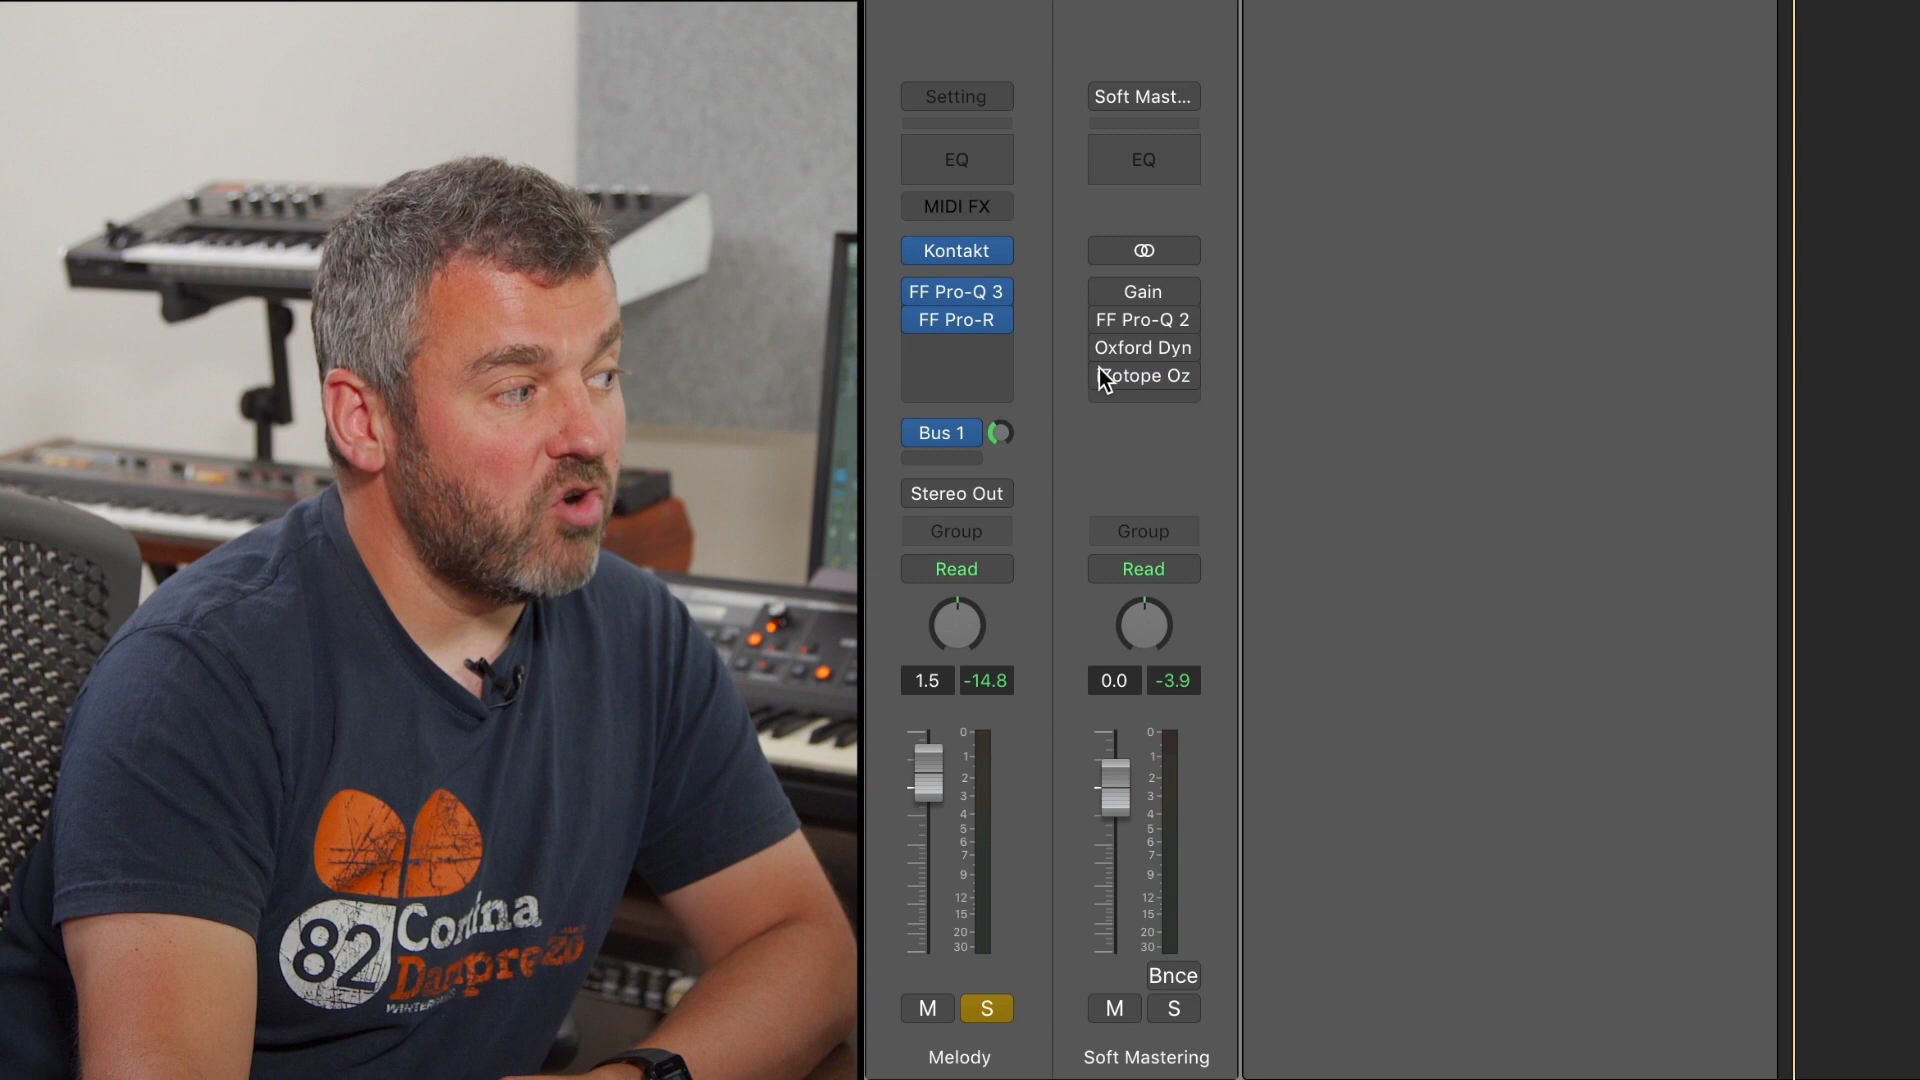 Setting
EQ
MIDI FX
Kontakt
FF Pro-Q 3
FF Pro-R
Bus 1
Stereo Out
Group
Read
1.5 -14.8
0
1
2
3
4
5
6
7
9
12
15
20
30
M S
Melody
Soft Mast...
EQ
Gain
FF Pro-Q 2
Oxford Dyn
otope Oz
Group
Read
0.0 -3.9
0
1
2
3
4
5
6
7
9
12
15
20
30
Bnce
M S
Soft Mastering
82
Cortina
Damprezzo